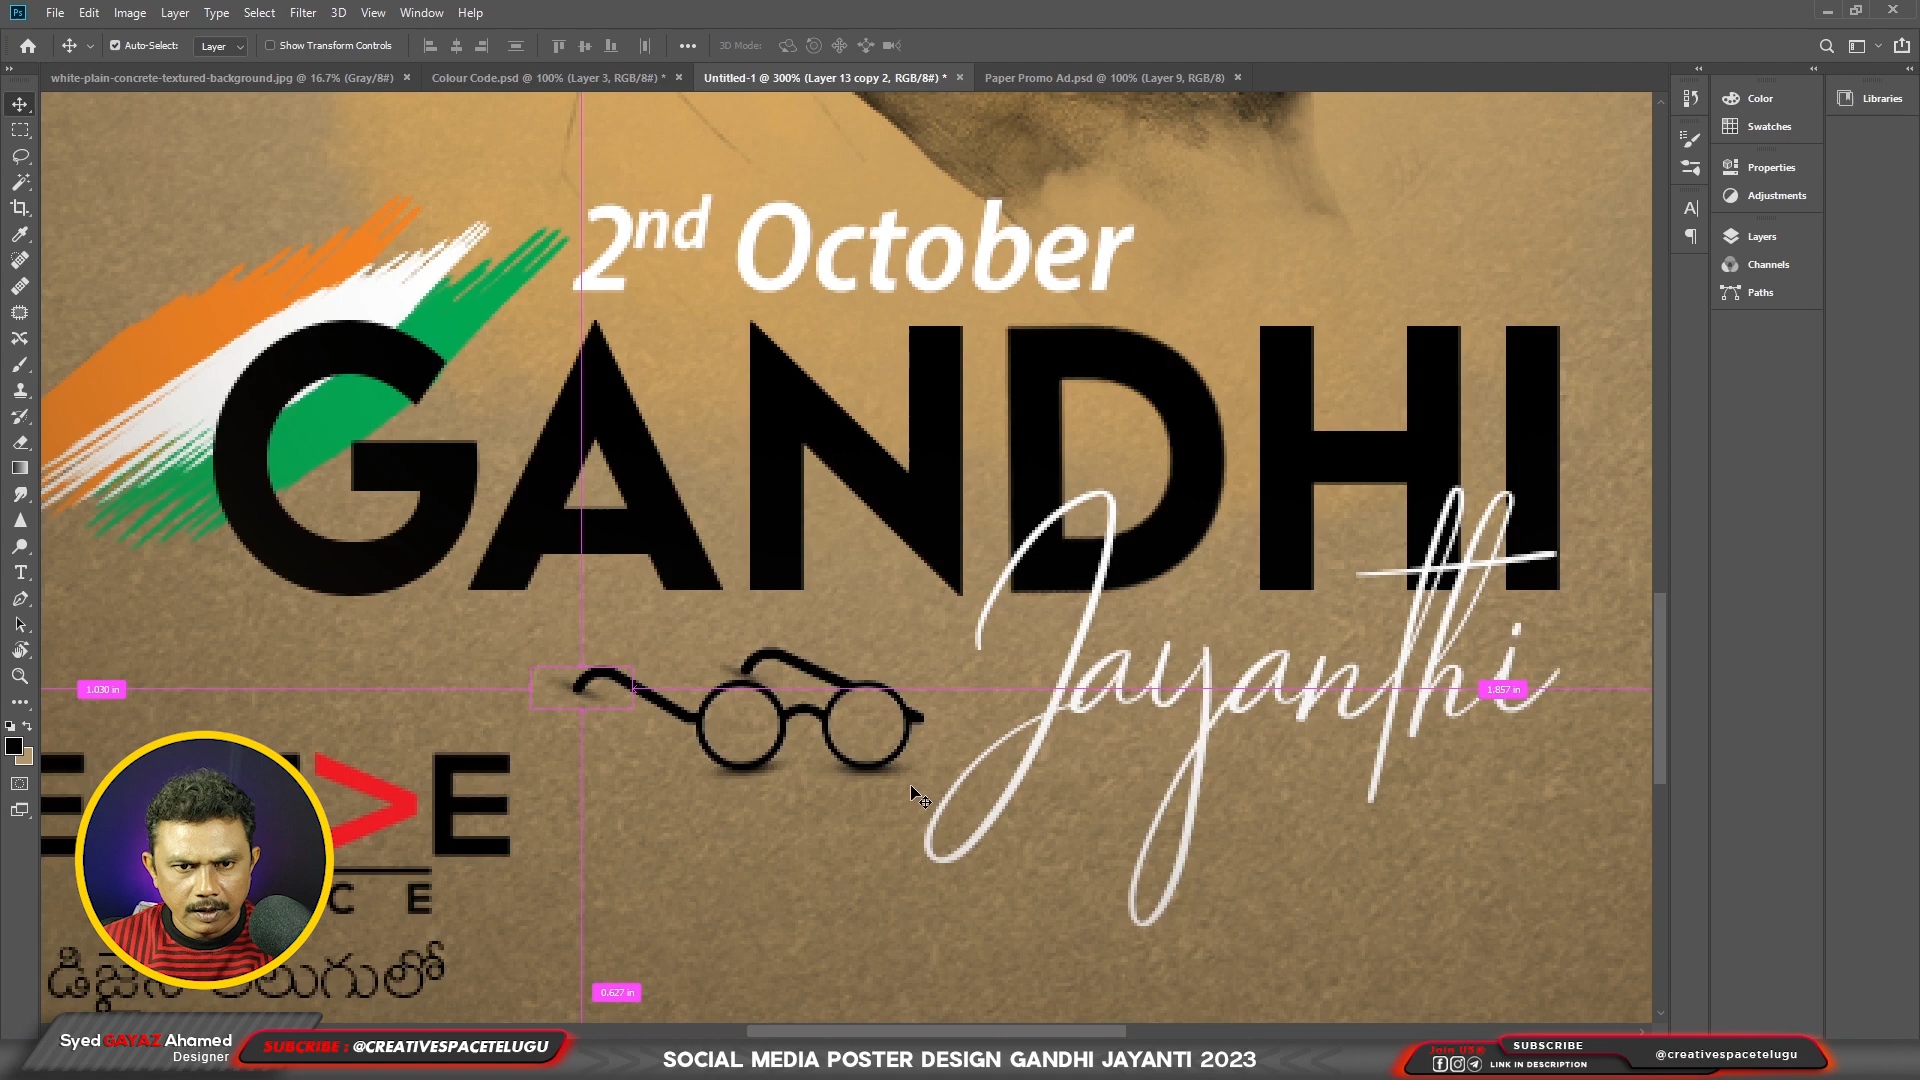 File Edit Image Layer Type Select Filter 3D View Window Help
Auto-Select: Layer Show Transform Controls 3D Mode:
white-plain-concrete-textured-background.jpg @ 16.7% (Gray/8#) × Colour Code.psd @ 100% (Layer 3, RGB/8#) * × Untitled-1 @ 300% (Layer 13 copy 2, RGB/8#) * × Paper Promo Ad.psd @ 100% (Layer 9, RGB/8) ×
Color
Swatches
Properties
Adjustments
Layers
Channels
Paths
Libraries
2nd October
GANDHI
Jayanthi
1.030 in
1.857 in
0.627 in
E > E
C E
Syed GAYAZ Ahamed
Designer
SUBCRIBE : @CREATIVESPACETELUGU
SOCIAL MEDIA POSTER DESIGN GANDHI JAYANTI 2023
Join US@
SUBSCRIBE
LINK IN DESCRIPTION
@creativespacetelugu